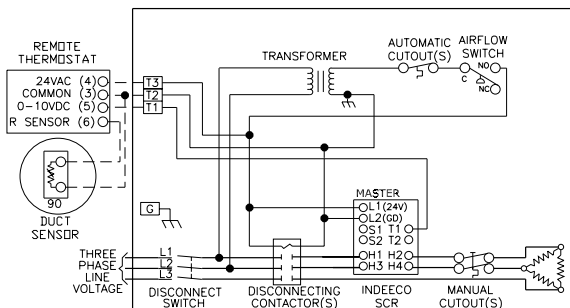 REMOTE
THERMOSTAT
24VAC (4)
COMMON (3)
0-10VDC (5)
R SENSOR (6)
T3
T2
T1
TRANSFORMER
AUTOMATIC
CUTOUT(S)
AIRFLOW
SWITCH
NO
C
NC
90
DUCT
SENSOR
G
MASTER
L1(24V)
L2(GD)
S1 T1
S2 T2
H1 H2
H3 H4
THREE
PHASE
LINE
VOLTAGE
L1
L2
L3
DISCONNECT
SWITCH
DISCONNECTING
CONTACTOR(S)
INDEECO
SCR
MANUAL
CUTOUT(S)